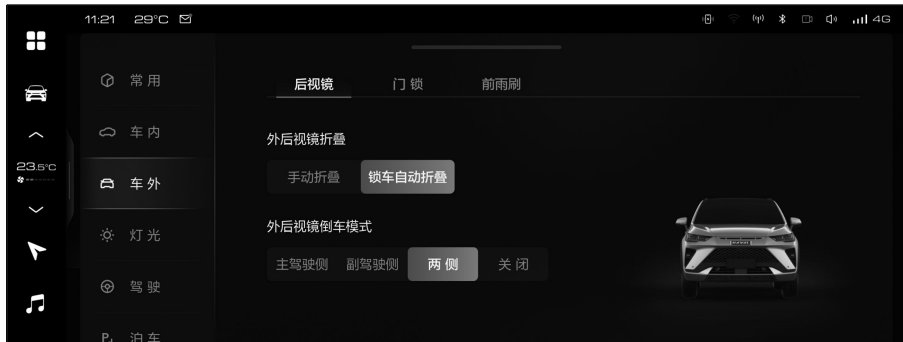 11:21 29°C 4G
常用
车内
车外
灯光
驾驶
泊车
23.5°C
后视镜 门锁 前雨刷
外后视镜折叠
手动折叠 锁车自动折叠
外后视镜倒车模式
主驾驶侧 副驾驶侧 两侧 关闭